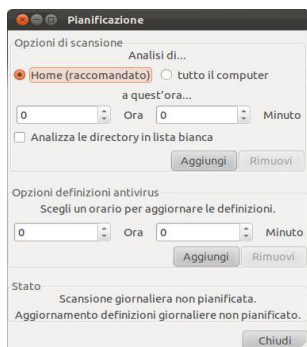 Pianificazione
Opzioni di scansione
Analisi di...
Home (raccomandato) tutto il computer
a quest'ora...
0 Ora 0 Minuto
Analizza le directory in lista bianca
Aggiungi Rimuovi
Opzioni definizioni antivirus
Scegli un orario per aggiornare le definizioni.
0 Ora 0 Minuto
Aggiungi Rimuovi
Stato
Scansione giornaliera non pianificata.
Aggiornamento definizioni giornaliere non pianificato.
Chiudi